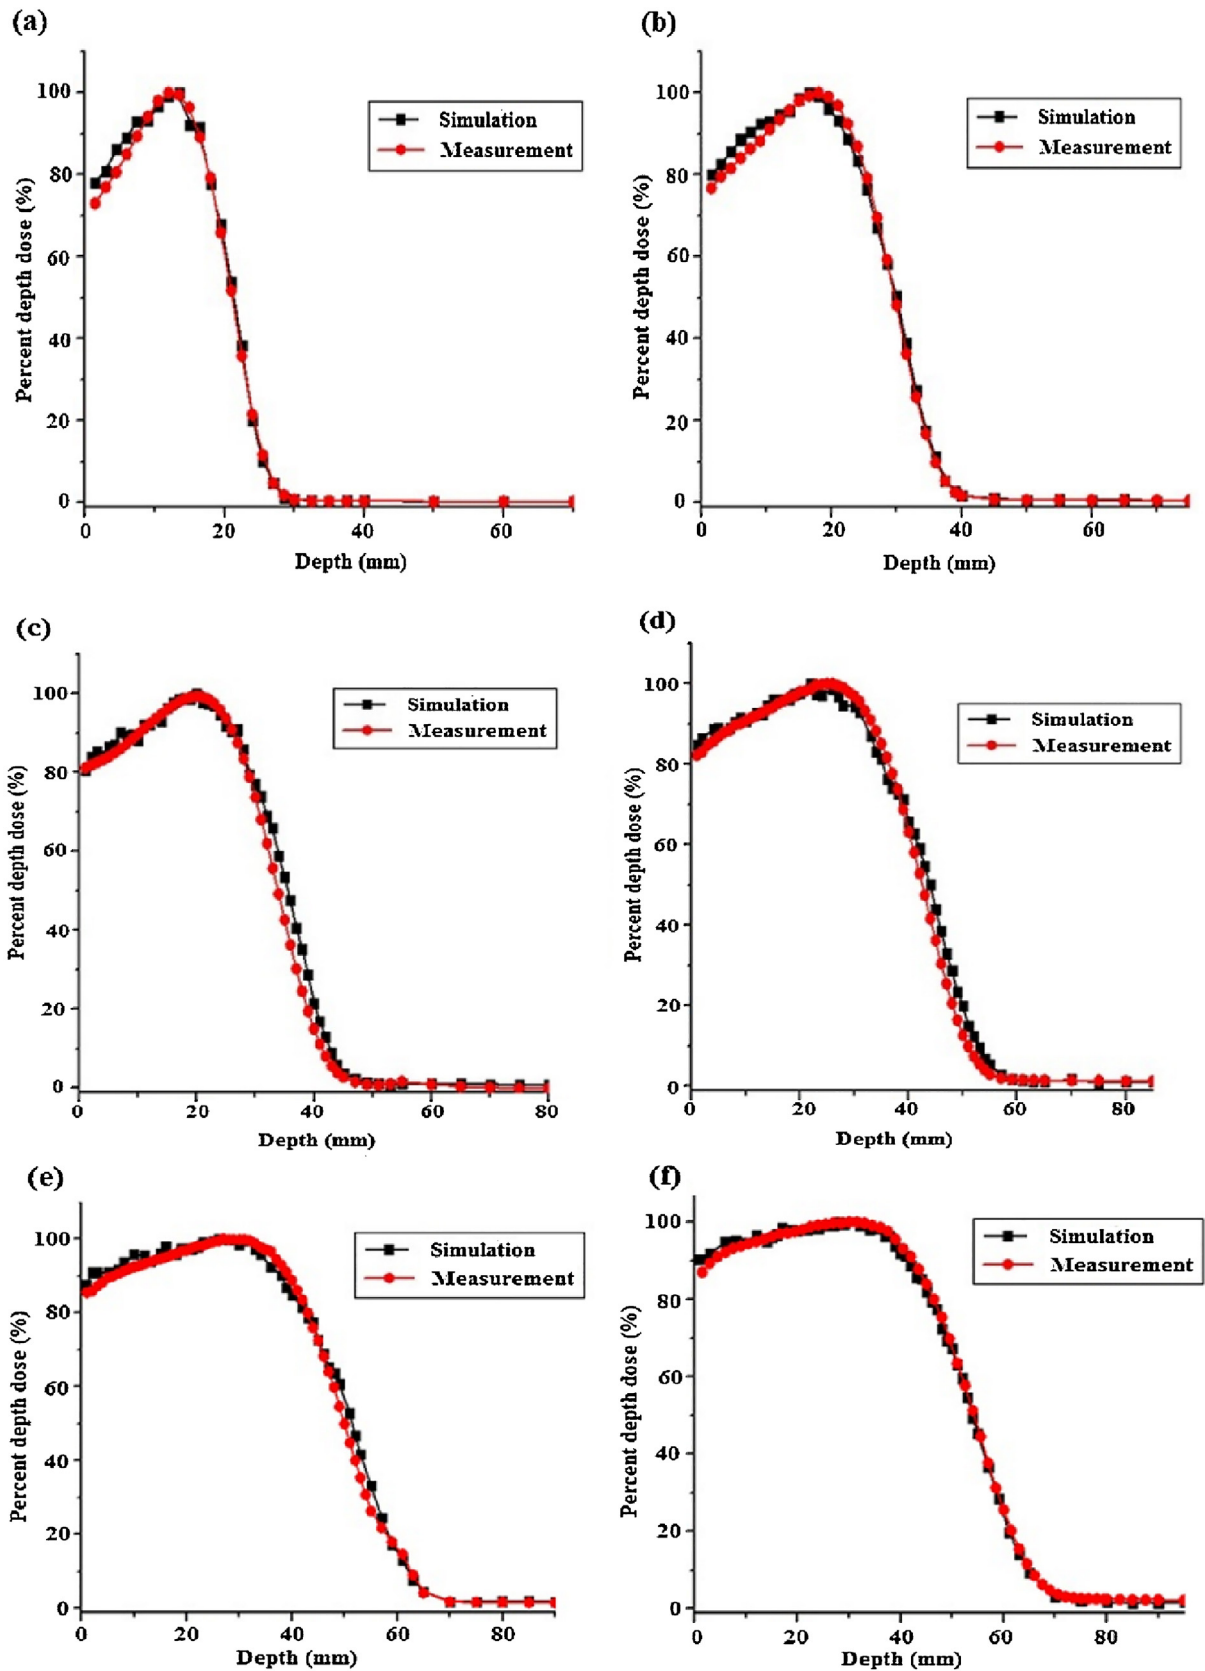 (a)
100
80
60
40
20
0
Percent depth dose (%)
Simulation
Measurement
0 20 40 60
Depth (mm)
(b)
100
80
60
40
20
0
Percent depth dose (%)
Simulation
Measurement
0 20 40 60
Depth (mm)
(c)
100
80
60
40
20
0
Percent depth dose (%)
Simulation
Measurement
0 20 40 60 80
Depth (mm)
(d)
100
80
60
40
20
0
Percent depth dose (%)
Simulation
Measurement
0 20 40 60 80
Depth (mm)
(e)
100
80
60
40
20
0
Percent depth dose (%)
Simulation
Measurement
0 20 40 60 80
Depth (mm)
(f)
100
80
60
40
20
0
Percent depth dose (%)
Simulation
Measurement
0 20 40 60 80
Depth (mm)